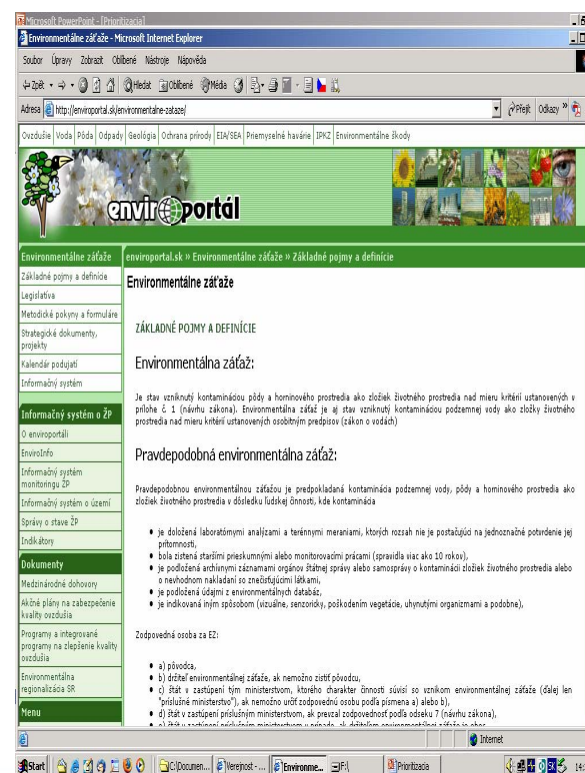 Microsoft PowerPoint - [Prioritizacia]
Environmentálne záťaže - Microsoft Internet Explorer
Soubor Úpravy Zobrazit Oblíbené Nástroje Nápověda
Zpět Hledat Oblíbené Média
Adresa http://enviroportal.sk/environmentalne-zataze/ Přejít Odkazy »
Ovzdušie Voda Pôda Odpady Geológia Ochrana prírody EIA/SEA Priemyselné havárie IPKZ Environmentálne škody
enviroportál
Environmentálne záťaže
Základné pojmy a definície
Legislatíva
Metodické pokyny a formuláre
Strategické dokumenty,
projekty
Kalendár podujatí
Informačný systém
Informačný systém o ŽP
O enviroportáli
EnviroInfo
Informačný systém
monitoringu ŽP
Informačný systém o území
Správy o stave ŽP
Indikátory
Dokumenty
Medzinárodné dohovory
Akčné plány na zabezpečenie
kvality ovzdušia
Programy a integrované
programy na zlepšenie kvality
ovzdušia
Environmentálna
regionalizácia SR
Menu
enviroportal.sk » Environmentálne záťaže » Základné pojmy a definície
Environmentálne záťaže
ZÁKLADNÉ POJMY A DEFINÍCIE
Environmentálna záťaž:
Je stav vzniknutý kontamináciou pôdy a horninového prostredia ako zložiek životného prostredia nad mieru kritérií ustanovených v
prílohe č. 1 (návrhu zákona). Environmentálna záťaž je aj stav vzniknutý kontamináciou podzemnej vody ako zložky životného
prostredia nad mieru kritérií ustanovených osobitným predpisov (zákon o vodách)
Pravdepodobná environmentálna záťaž:
Pravdepodobnou environmentálnou záťažou je predpokladaná kontaminácia podzemnej vody, pôdy a horninového prostredia ako
zložiek životného prostredia v dôsledku ľudskej činnosti, kde kontaminácia
● je doložená laboratórnymi analýzami a terénnymi meraniami, ktorých rozsah nie je postačujúci na jednoznačné potvrdenie jej
prítomnosti,
● bola zistená staršími prieskumnými alebo monitorovacími prácami (spravidla viac ako 10 rokov),
● je podložená archívnymi záznamami orgánov štátnej správy alebo samosprávy o kontaminácii zložiek životného prostredia alebo
o nevhodnom nakladaní so znečisťujúcimi látkami,
● je podložená údajmi z environmentálnych databáz,
● je indikovaná iným spôsobom (vizuálne, senzoricky, poškodením vegetácie, uhynutými organizmami a podobne),
Zodpovedná osoba za EZ:
● a) pôvodca,
● b) držiteľ environmentálnej záťaže, ak nemožno zistiť pôvodcu,
● c) štát v zastúpení tým ministerstvom, ktorého charakter činnosti súvisí so vznikom environmentálnej záťaže (ďalej len
"príslušné ministerstvo"), ak nemožno určiť zodpovednú osobu podľa písmena a) alebo b),
● d) štát v zastúpení príslušným ministerstvom, ak prevzal zodpovednosť podľa odseku 7 (návrhu zákona),
Internet
Start C:\Documen... Verejnost - ... Environme... F:\ Prioritizacia 14: